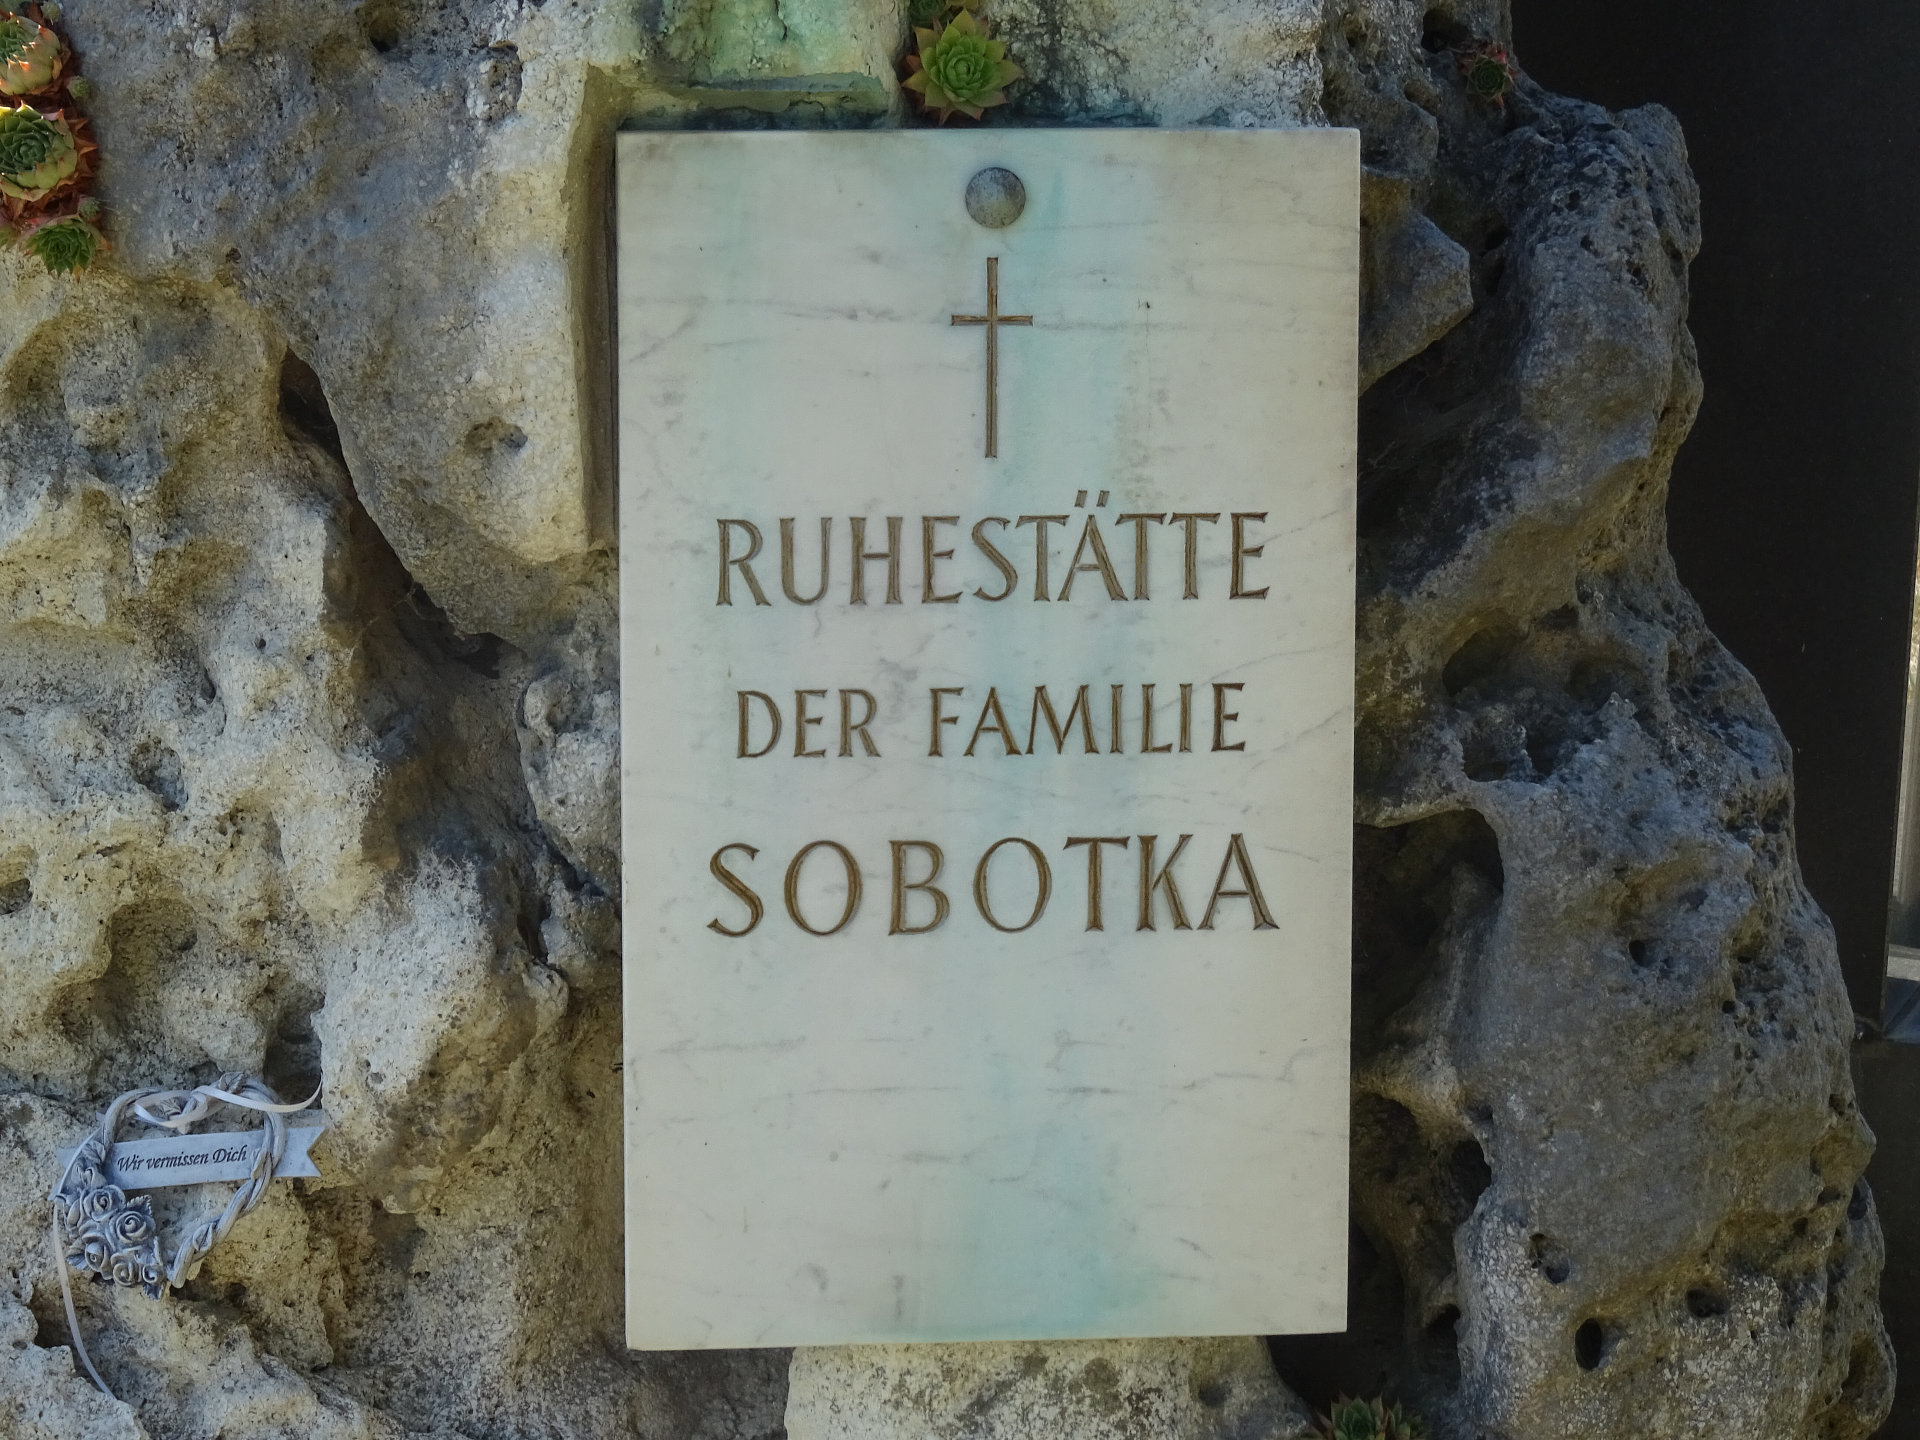 RUHESTÄTTE
DER FAMILIE
SOBOTKA
Wir vermissen Dich